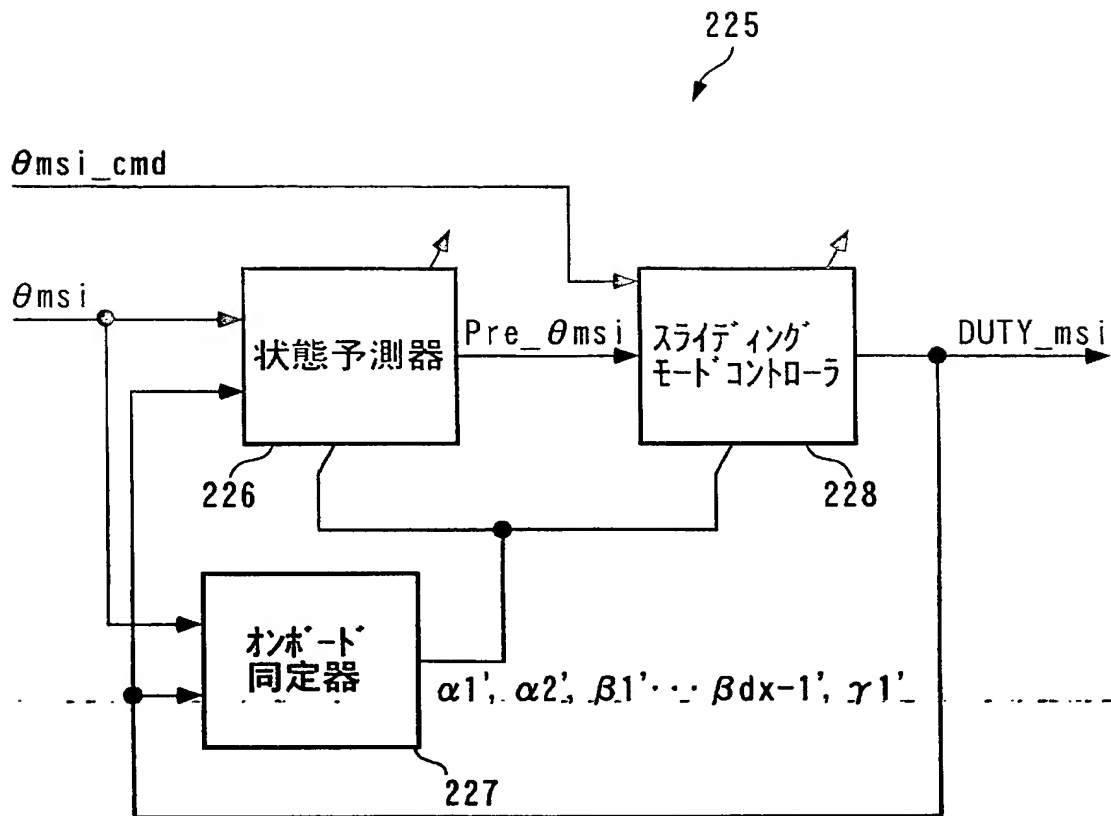 225
θmsi_cmd
θmsi
状態予測器
Pre_θmsi
ｽﾗｲﾃﾞｨﾝｸﾞ
ﾓｰﾄﾞｺﾝﾄﾛｰﾗ
DUTY_msi
226
228
ｵﾝﾎﾞｰﾄﾞ
同定器
α1', α2', β1'･･･βdx-1', γ1'
227